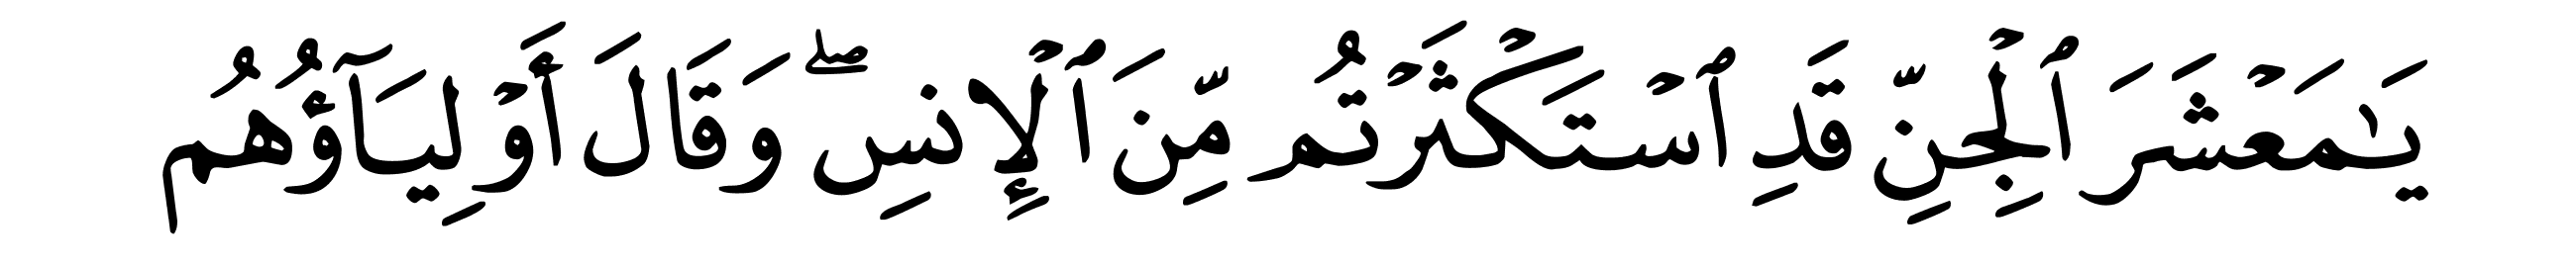 يَٰمَعۡشَرَ ٱلۡجِنِّ قَدِ ٱسۡتَكۡثَرۡتُم مِّنَ ٱلۡإِنسِۖ وَقَالَ أَوۡلِيَآؤُهُم